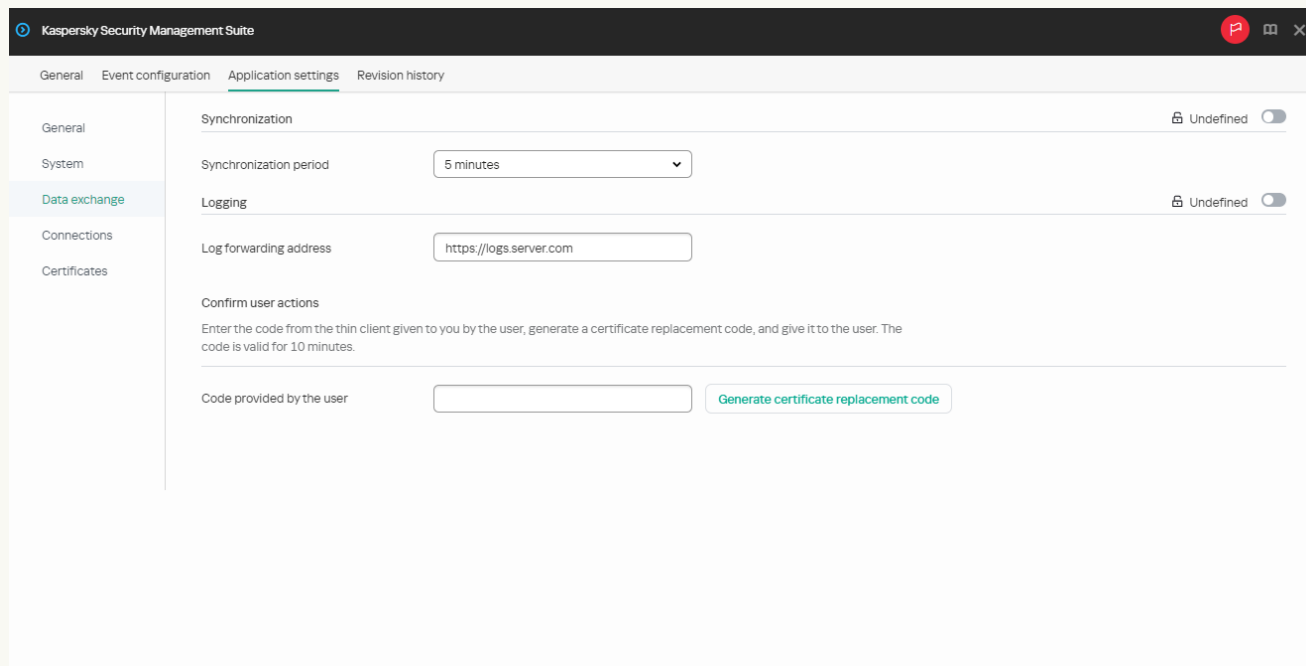 Kaspersky Security Management Suite
General Event configuration Application settings Revision history
General
System
Data exchange
Connections
Certificates
Synchronization Undefined
Synchronization period 5 minutes
Logging Undefined
Log forwarding address https://logs.server.com
Confirm user actions
Enter the code from the thin client given to you by the user, generate a certificate replacement code, and give it to the user. The
code is valid for 10 minutes.
Code provided by the user Generate certificate replacement code